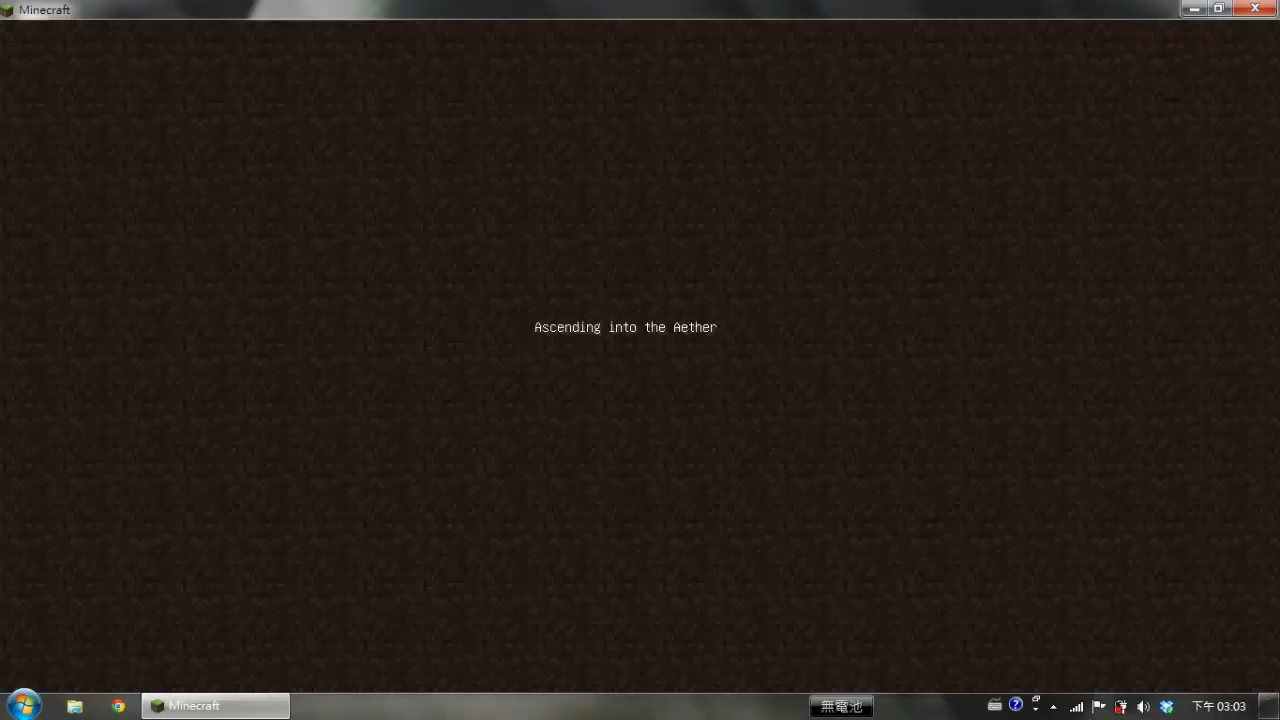 Minecraft
Ascending into the Aether
Minecraft
無電池
下午 03:03